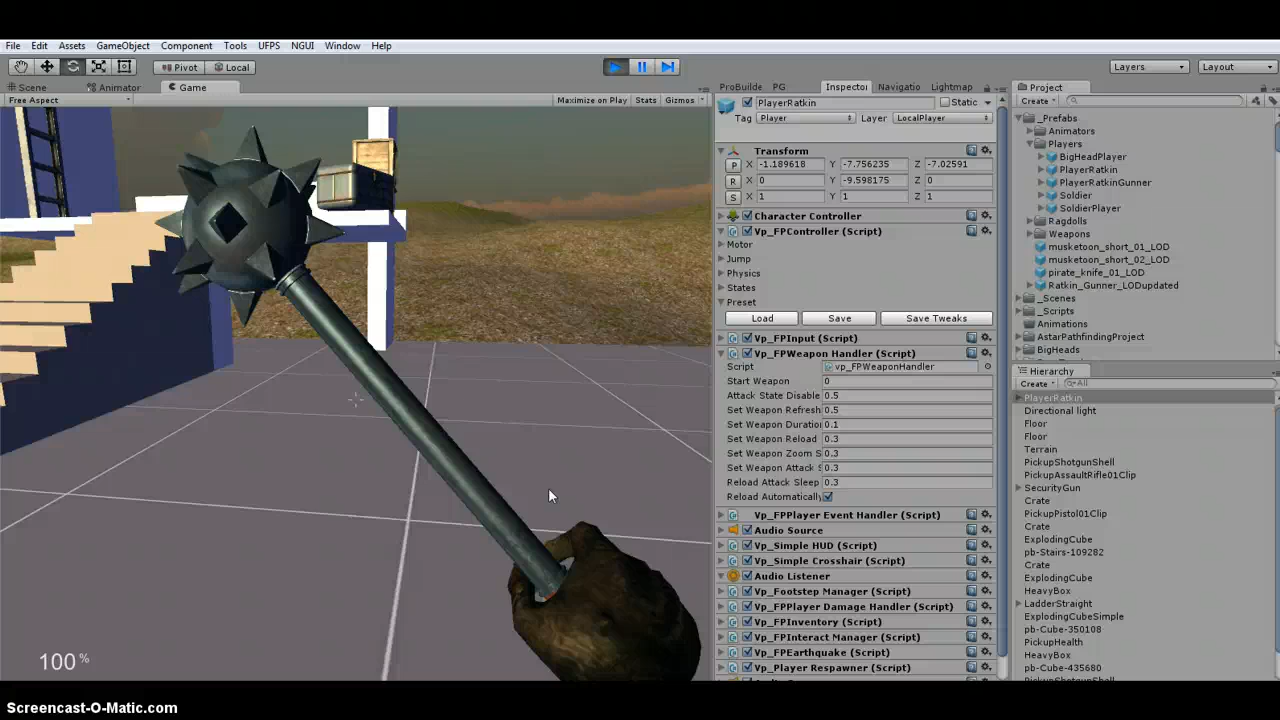 File Edit Assets GameObject Component Tools UFPS NGUI Window Help
Pivot Local Layers Layout
Scene Animator Game
Free Aspect Maximize on Play Stats Gizmos
100 %
ProBuilde PG Inspector Navigatio Lightmap
PlayerRatkin Static
Tag Player Layer LocalPlayer
Transform
P X -1.189618 Y -7.756235 Z -7.02591
R X 0 Y -9.598175 Z 0
S X 1 Y 1 Z 1
Character Controller
Vp_FPController (Script)
Motor
Jump
Physics
States
Preset
Load Save Save Tweaks
Vp_FPInput (Script)
Vp_FPWeapon Handler (Script)
Script vp_FPWeaponHandler
Start Weapon 0
Attack State Disable 0.5
Set Weapon Refresh 0.5
Set Weapon Duratio 0.1
Set Weapon Reload 0.3
Set Weapon Zoom S 0.3
Set Weapon Attack S 0.3
Reload Attack Sleep 0.3
Reload Automatically
Vp_FPPlayer Event Handler (Script)
Audio Source
Vp_Simple HUD (Script)
Vp_Simple Crosshair (Script)
Audio Listener
Vp_Footstep Manager (Script)
Vp_FPPlayer Damage Handler (Script)
Vp_FPInventory (Script)
Vp_FPInteract Manager (Script)
Vp_FPEarthquake (Script)
Vp_Player Respawner (Script)
Project
Create
_Prefabs
Animators
Players
BigHeadPlayer
PlayerRatkin
PlayerRatkinGunner
Soldier
SoldierPlayer
Ragdolls
Weapons
musketoon_short_01_LOD
musketoon_short_02_LOD
pirate_knife_01_LOD
Ratkin_Gunner_LODupdated
_Scenes
_Scripts
Animations
AstarPathfindingProject
BigHeads
Hierarchy
Create All
PlayerRatkin
Directional light
Floor
Floor
Terrain
PickupShotgunShell
PickupAssaultRifle01Clip
SecurityGun
Crate
PickupPistol01Clip
Crate
ExplodingCube
pb-Stairs-109282
Crate
ExplodingCube
HeavyBox
LadderStraight
ExplodingCubeSimple
pb-Cube-350108
PickupHealth
HeavyBox
pb-Cube-435680
PickupShotgunShell
Screencast-O-Matic.com